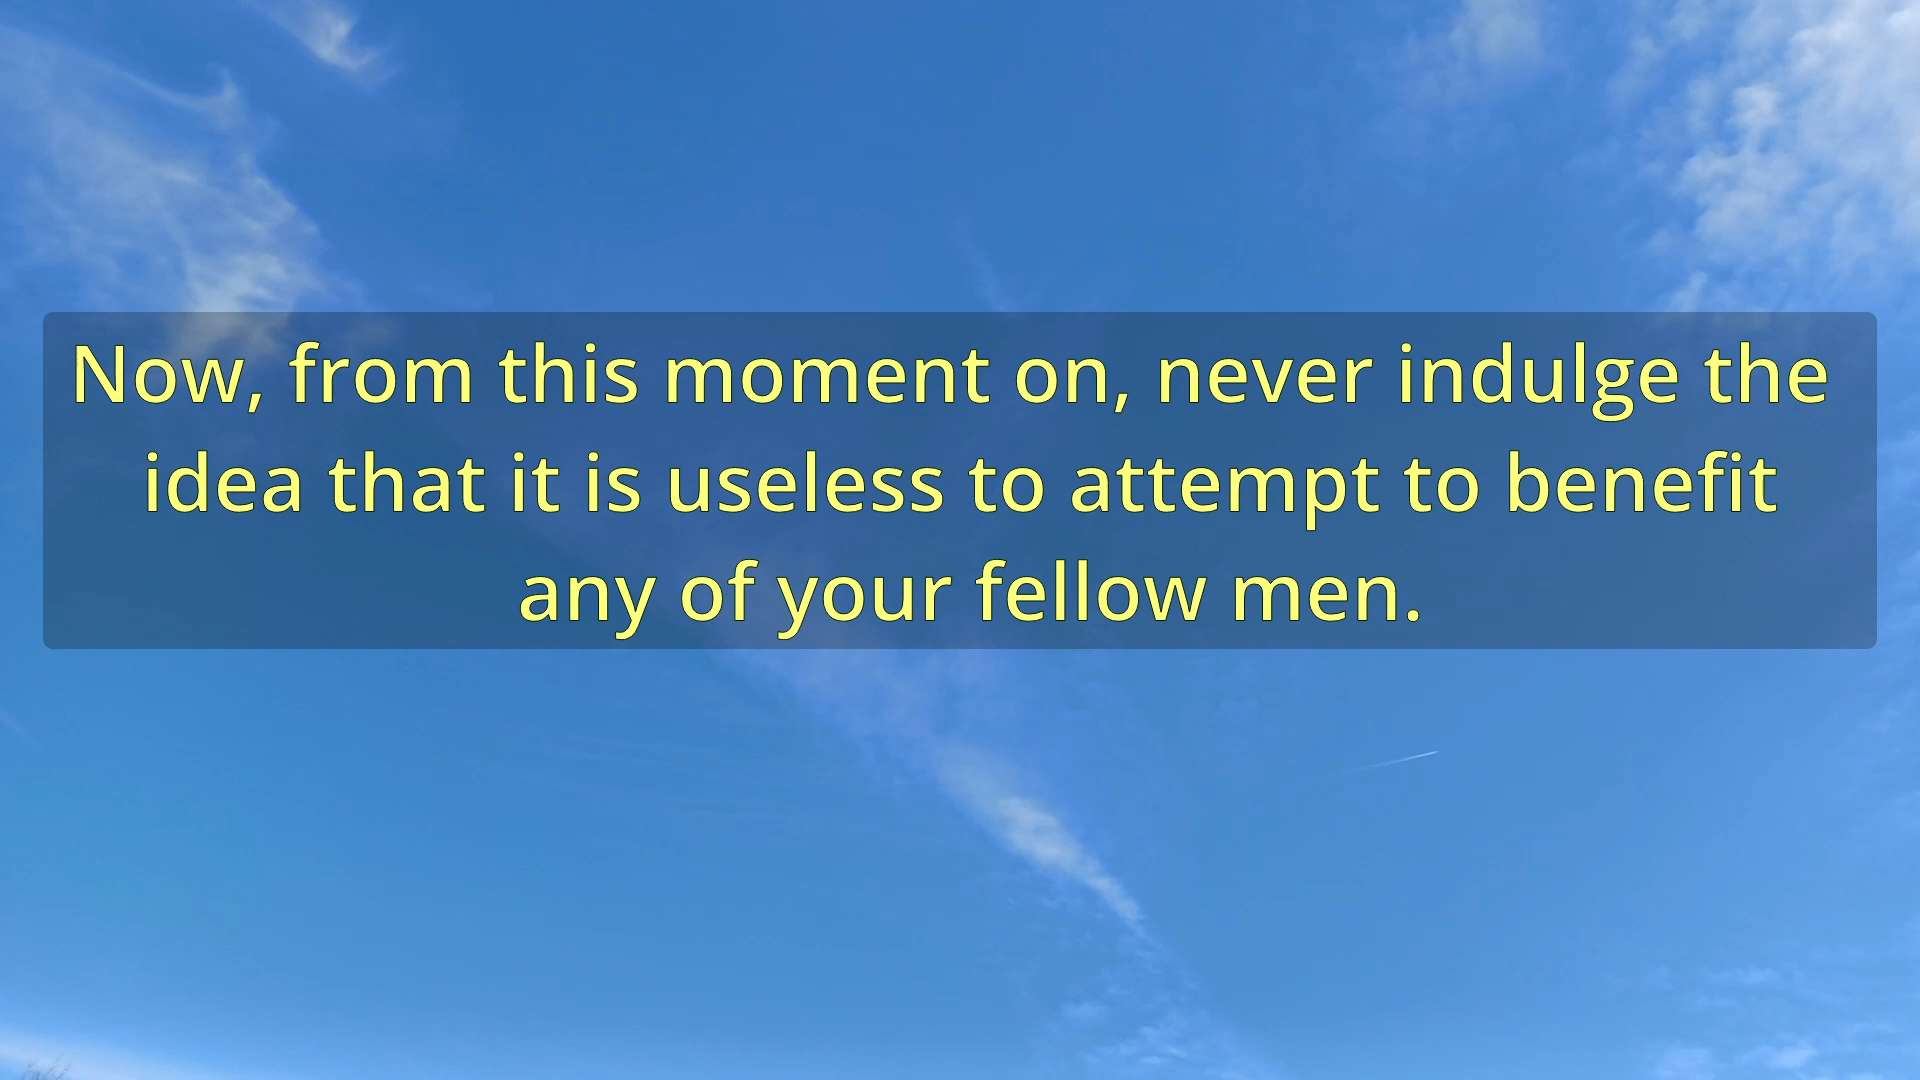 Now, from this moment on, never indulge the
idea that it is useless to attempt to benefit
any of your fellow men.